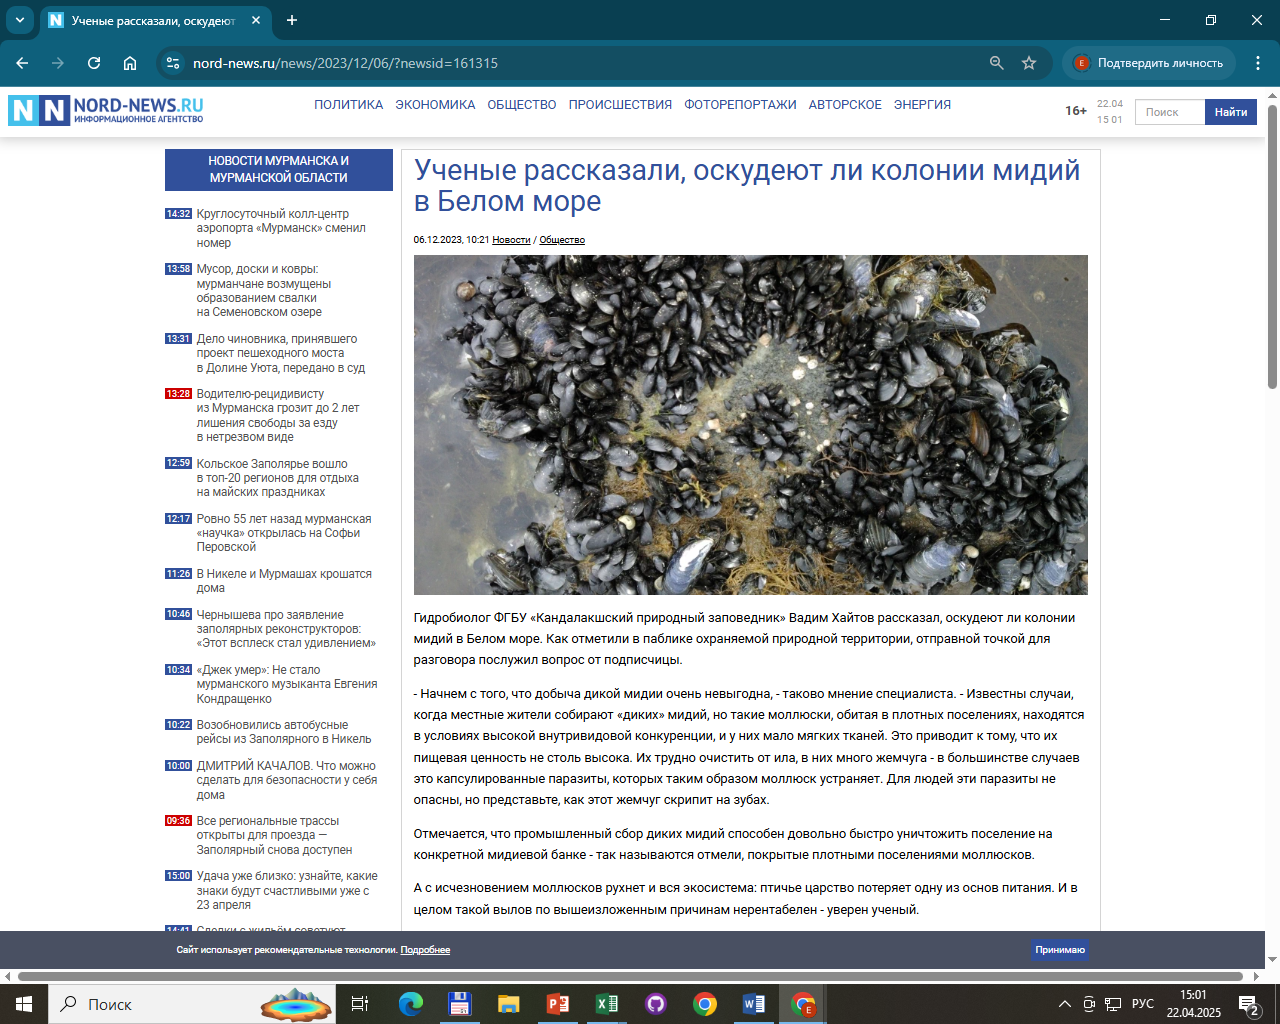 Ученые рассказали, оскудеют
nord-news.ru/news/2023/12/06/?newsid=161315
E
Подтвердить личность
NN NORD-NEWS.RU
ИНФОРМАЦИОННОЕ АГЕНТСТВО
ПОЛИТИКА ЭКОНОМИКА ОБЩЕСТВО ПРОИСШЕСТВИЯ ФОТОРЕПОРТАЖИ АВТОРСКОЕ ЭНЕРГИЯ
16+
22.04
15 01
Поиск
Найти
НОВОСТИ МУРМАНСКА И
МУРМАНСКОЙ ОБЛАСТИ
14:32 Круглосуточный колл-центр
аэропорта «Мурманск» сменил
номер
13:58 Мусор, доски и ковры:
мурманчане возмущены
образованием свалки
на Семеновском озере
13:31 Дело чиновника, принявшего
проект пешеходного моста
в Долине Уюта, передано в суд
13:28 Водителю-рецидивисту
из Мурманска грозит до 2 лет
лишения свободы за езду
в нетрезвом виде
12:59 Кольское Заполярье вошло
в топ-20 регионов для отдыха
на майских праздниках
12:17 Ровно 55 лет назад мурманская
«научка» открылась на Софьи
Перовской
11:26 В Никеле и Мурмашах крошатся
дома
10:46 Чернышева про заявление
заполярных реконструкторов:
«Этот всплеск стал удивлением»
10:34 «Джек умер»: Не стало
мурманского музыканта Евгения
Кондращенко
10:22 Возобновились автобусные
рейсы из Заполярного в Никель
10:00 ДМИТРИЙ КАЧАЛОВ. Что можно
сделать для безопасности у себя
дома
09:36 Все региональные трассы
открыты для проезда —
Заполярный снова доступен
15:00 Удача уже близко: узнайте, какие
знаки будут счастливыми уже с
23 апреля
14:41 Сделки с жильём советуют
Ученые рассказали, оскудеют ли колонии мидий
в Белом море
06.12.2023, 10:21 Новости / Общество
Гидробиолог ФГБУ «Кандалакшский природный заповедник» Вадим Хайтов рассказал, оскудеют ли колонии
мидий в Белом море. Как отметили в паблике охраняемой природной территории, отправной точкой для
разговора послужил вопрос от подписчицы.
- Начнем с того, что добыча дикой мидии очень невыгодна, - таково мнение специалиста. - Известны случаи,
когда местные жители собирают «диких» мидий, но такие моллюски, обитая в плотных поселениях, находятся
в условиях высокой внутривидовой конкуренции, и у них мало мягких тканей. Это приводит к тому, что их
пищевая ценность не столь высока. Их трудно очистить от ила, в них много жемчуга - в большинстве случаев
это капсулированные паразиты, которых таким образом моллюск устраняет. Для людей эти паразиты не
опасны, но представьте, как этот жемчуг скрипит на зубах.
Отмечается, что промышленный сбор диких мидий способен довольно быстро уничтожить поселение на
конкретной мидиевой банке - так называются отмели, покрытые плотными поселениями моллюсков.
А с исчезновением моллюсков рухнет и вся экосистема: птичье царство потеряет одну из основ питания. И в
целом такой вылов по вышеизложенным причинам нерентабелен - уверен ученый.
Сайт использует рекомендательные технологии. Подробнее
Принимаю
Поиск
РУС
15:01
22.04.2025
2